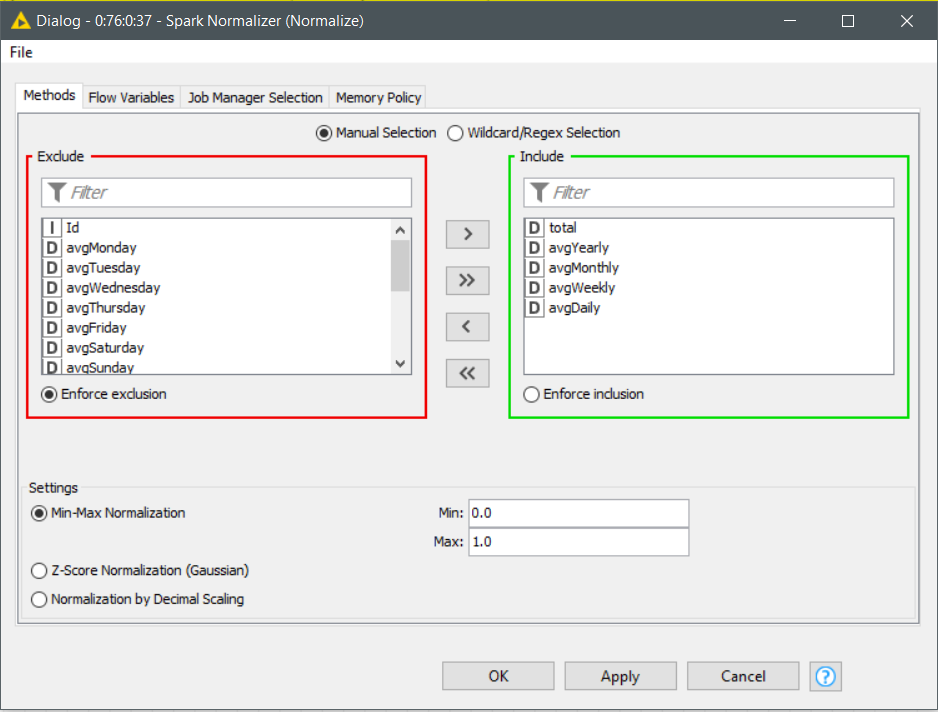 Dialog - 0:76:0:37 - Spark Normalizer (Normalize)
File
Methods Flow Variables Job Manager Selection Memory Policy
Manual Selection Wildcard/Regex Selection
Exclude
Filter
I Id
D avgMonday
D avgTuesday
D avgWednesday
D avgThursday
D avgFriday
D avgSaturday
D avgSunday
Enforce exclusion
>
>>
<
<<
Include
Filter
D total
D avgYearly
D avgMonthly
D avgWeekly
D avgDaily
Enforce inclusion
Settings
Min-Max Normalization
Min: 0.0
Max: 1.0
Z-Score Normalization (Gaussian)
Normalization by Decimal Scaling
OK Apply Cancel ?